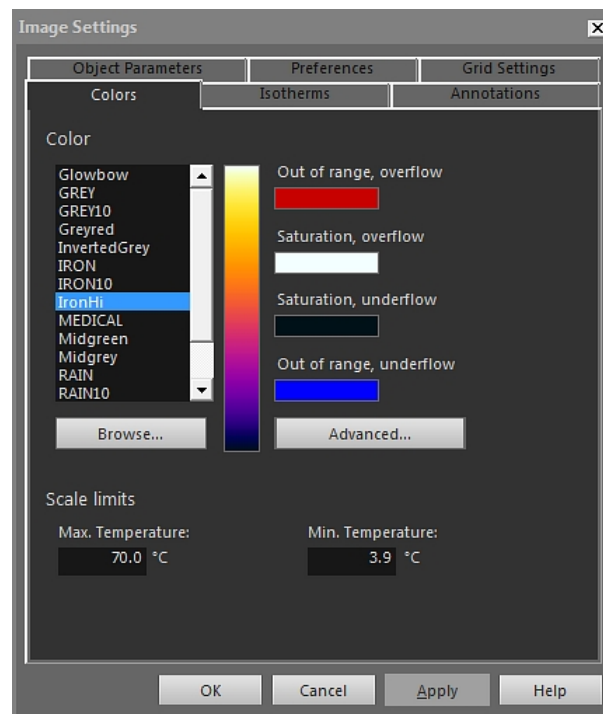 Image Settings
Object Parameters
Preferences
Grid Settings
Colors
Isotherms
Annotations
Color
Glowbow
GREY
GREY10
Greyred
InvertedGrey
IRON
IRON10
IronHi
MEDICAL
Midgreen
Midgrey
RAIN
RAIN10
Out of range, overflow
Saturation, overflow
Saturation, underflow
Out of range, underflow
Browse...
Advanced...
Scale limits
Max. Temperature:
70.0 °C
Min. Temperature:
3.9 °C
OK
Cancel
Apply
Help